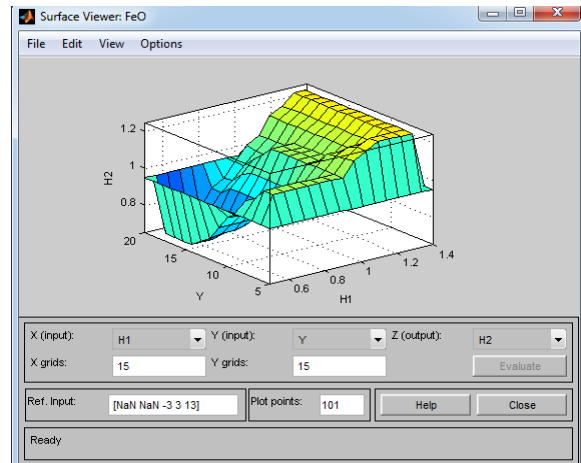 Surface Viewer: FeO
File Edit View Options
1.2
1
0.8
H2
20
15
10
5
Y
0.6
0.8
1
1.2
1.4
H1
X (input): H1 Y (input): Y Z (output): H2
X grids: 15 Y grids: 15 Evaluate
Ref. Input: [NaN NaN -3 3 13] Plot points: 101 Help Close
Ready